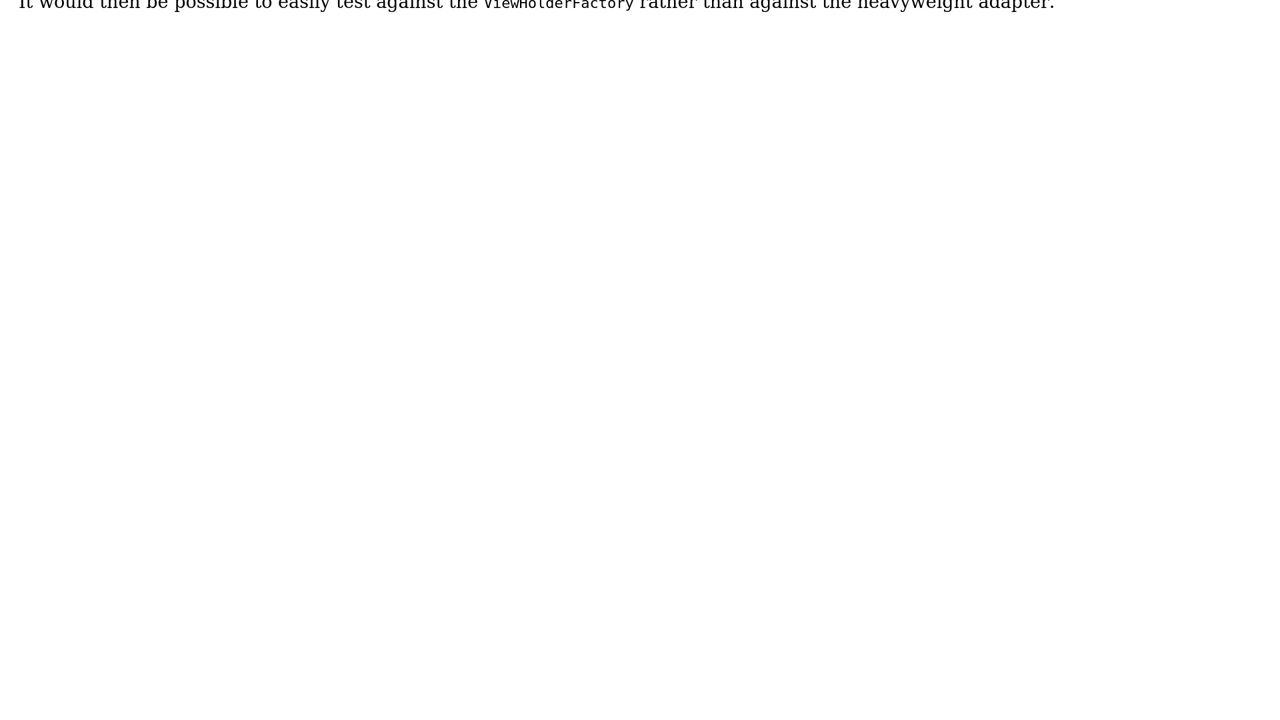 It would then be possible to easily test against the ViewHolderFactory rather than against the heavyweight adapter.